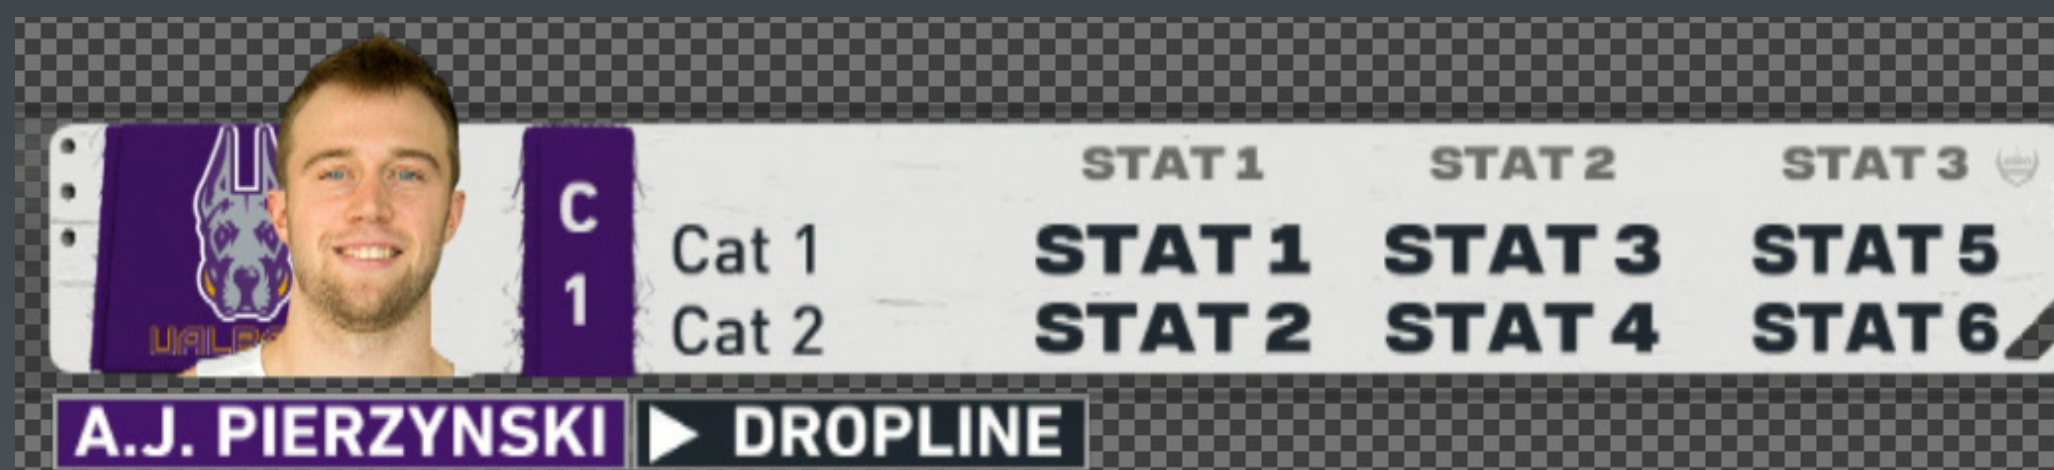 STAT 1 STAT 2 STAT 3
C
1
Cat 1 STAT 1 STAT 3 STAT 5
Cat 2 STAT 2 STAT 4 STAT 6
A.J. PIERZYNSKI ▶ DROPLINE